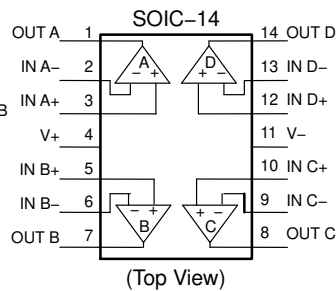 SOIC−14
OUT A 1 14 OUT D
IN A− 2 A D 13 IN D−
− + + −
B IN A+ 3 12 IN D+
V+ 4 11 V−
IN B+ 5 10 IN C+
− + + −
IN B− 6 B C 9 IN C−
OUT B 7 8 OUT C
(Top View)